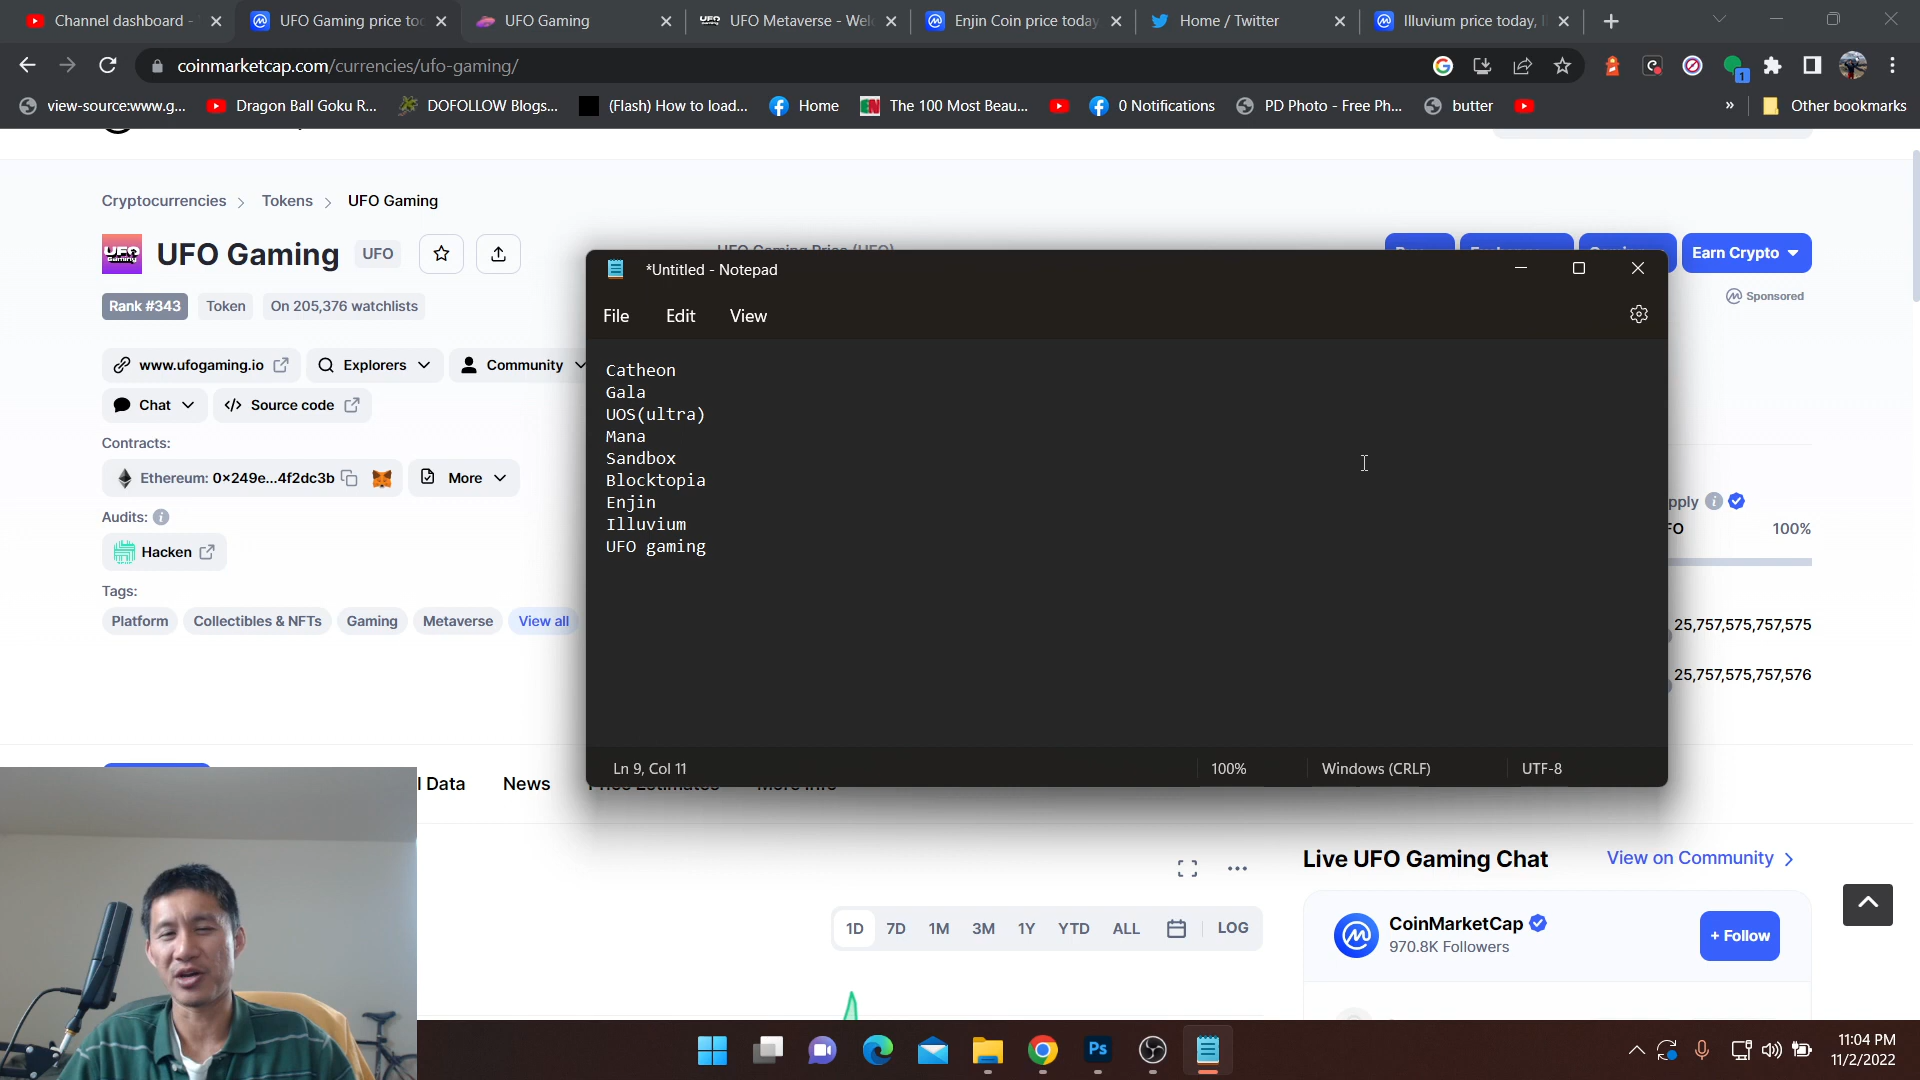 Channel dashboard -
UFO Gaming price to
UFO Gaming
UFO Metaverse - Wel
Enjin Coin price today
Home / Twitter
Illuvium price today, I
coinmarketcap.com/currencies/ufo-gaming/
1
view-source:www.g...
Dragon Ball Goku R...
DOFOLLOW Blogs...
(Flash) How to load...
Home
The 100 Most Beau...
0 Notifications
PD Photo - Free Ph...
butter
» Other bookmarks
Cryptocurrencies > Tokens > UFO Gaming
UFO Gaming UFO
Rank #343 Token On 205,376 watchlists
www.ufogaming.io Explorers Community
Chat Source code
Contracts:
Ethereum: 0x249e...4f2dc3b More
Audits:
Hacken
Tags:
Platform Collectibles & NFTs Gaming Metaverse View all
Earn Crypto
Sponsored
*Untitled - Notepad
File Edit View
Catheon
Gala
UOS(ultra)
Mana
Sandbox
Blocktopia
Enjin
Illuvium
UFO gaming
Ln 9, Col 11 100% Windows (CRLF) UTF-8
pply
FO 100%
25,757,575,757,575
25,757,575,757,576
l Data News
1D 7D 1M 3M 1Y YTD ALL LOG
Live UFO Gaming Chat View on Community >
CoinMarketCap
970.8K Followers
+ Follow
Ps
11:04 PM
11/2/2022